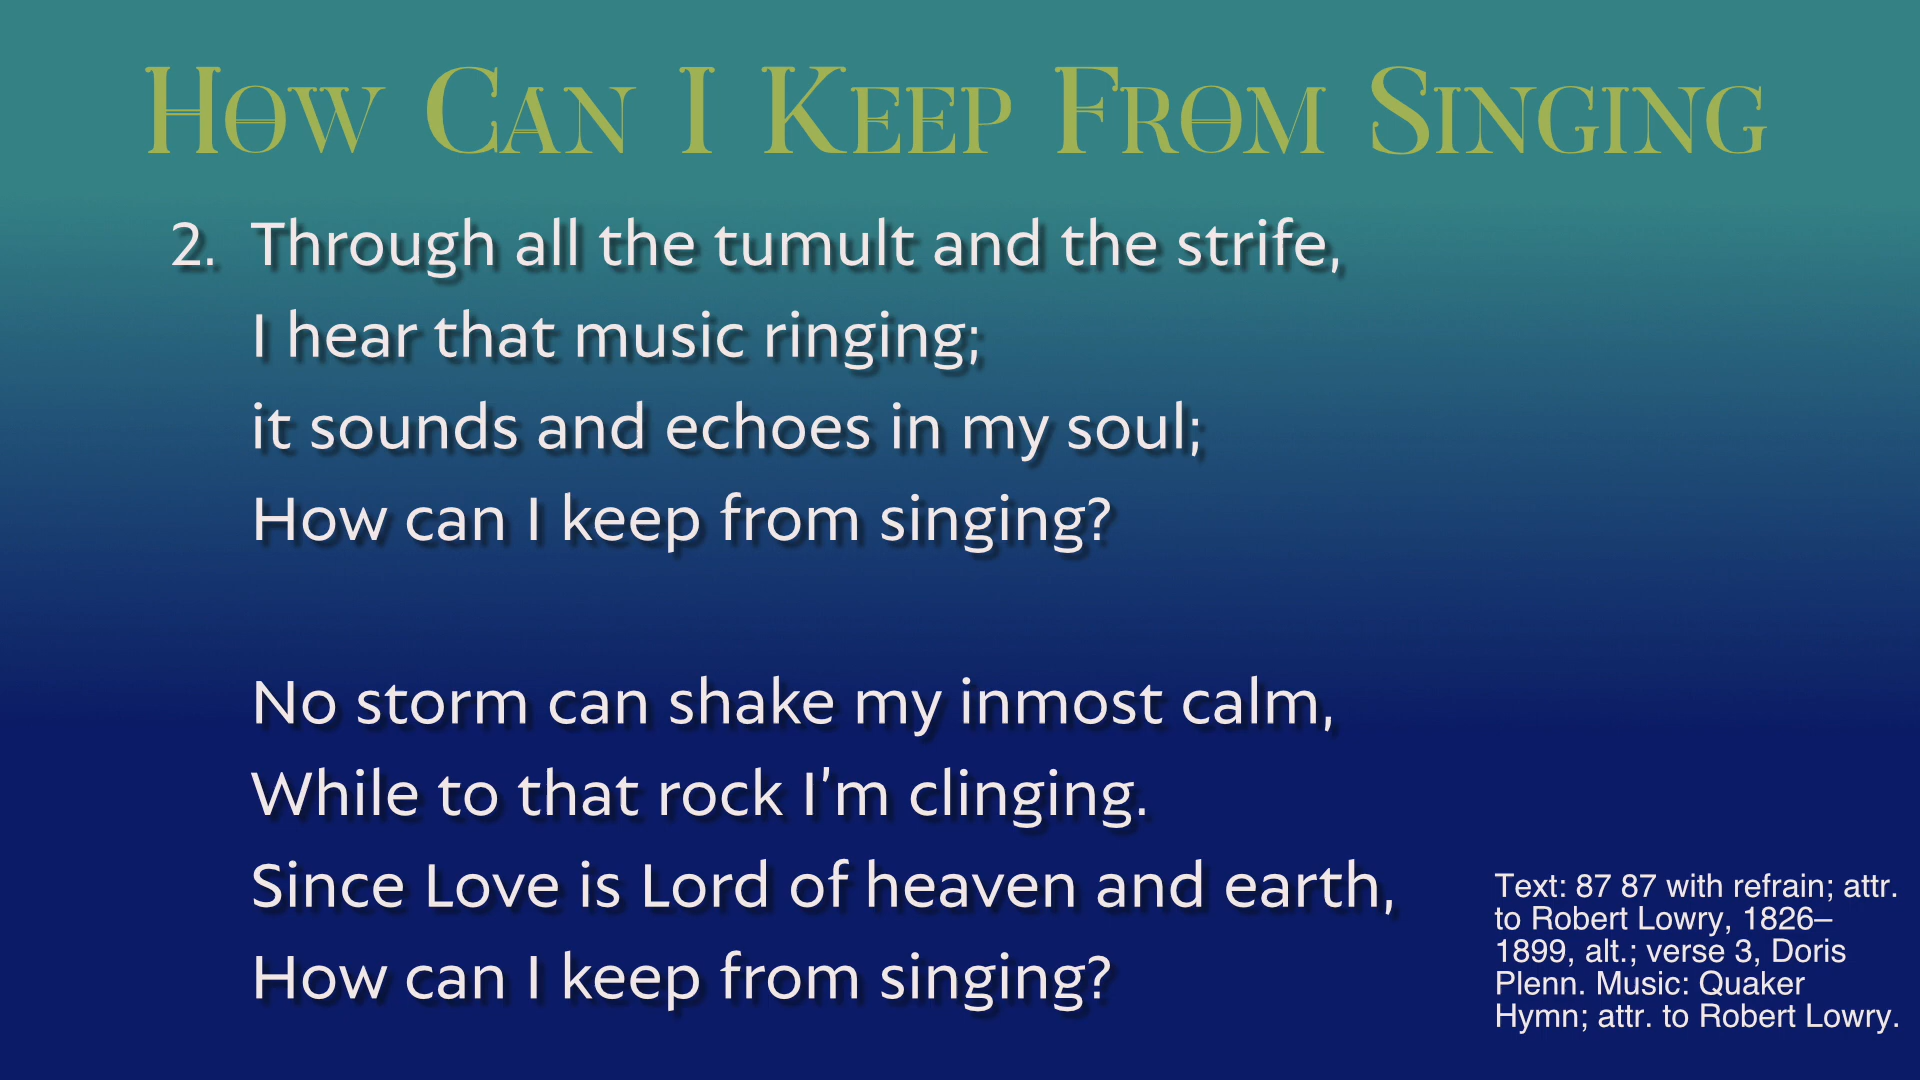 How Can I Keep From Singing
2. Through all the tumult and the strife,
I hear that music ringing;
it sounds and echoes in my soul;
How can I keep from singing?
No storm can shake my inmost calm,
While to that rock I'm clinging.
Since Love is Lord of heaven and earth,
How can I keep from singing?
Text: 87 87 with refrain; attr.
to Robert Lowry, 1826–
1899, alt.; verse 3, Doris
Plenn. Music: Quaker
Hymn; attr. to Robert Lowry.